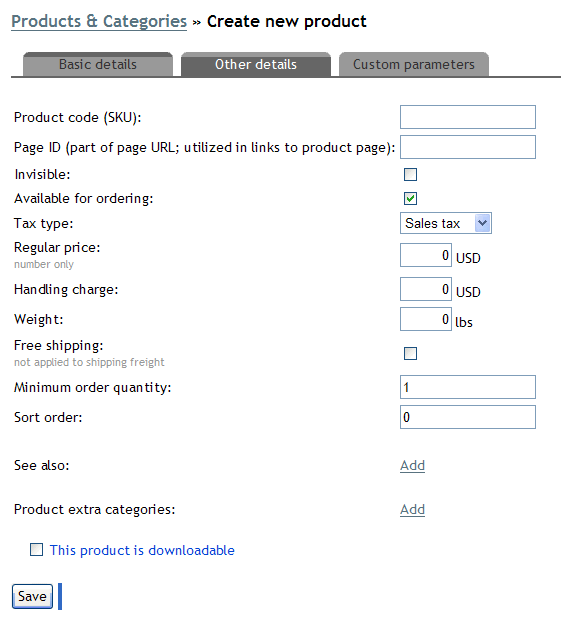 Products & Categories » Create new product
Basic details Other details Custom parameters
Product code (SKU):
Page ID (part of page URL; utilized in links to product page):
Invisible:
Available for ordering:
Tax type: Sales tax
Regular price: 0 USD
number only
Handling charge: 0 USD
Weight: 0 lbs
Free shipping:
not applied to shipping freight
Minimum order quantity: 1
Sort order: 0
See also: Add
Product extra categories: Add
This product is downloadable
Save